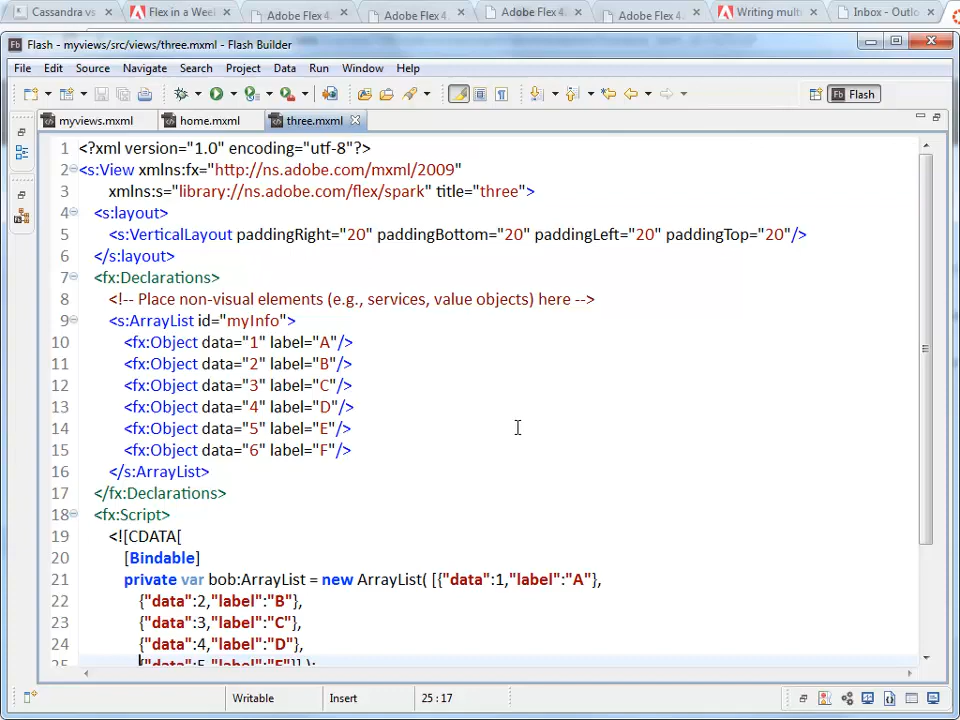 Cassandra vs
Flex in a Wee
Adobe Flex 4.
Adobe Flex 4.
Adobe Flex 4.
Adobe Flex 4.
Writing mult
Inbox - Outlo
Flash - myviews/src/views/three.mxml - Flash Builder
File Edit Source Navigate Search Project Data Run Window Help
Flash
myviews.mxml home.mxml three.mxml
1 <?xml version="1.0" encoding="utf-8"?>
2 <s:View xmlns:fx="http://ns.adobe.com/mxml/2009"
3 xmlns:s="library://ns.adobe.com/flex/spark" title="three">
4 <s:layout>
5 <s:VerticalLayout paddingRight="20" paddingBottom="20" paddingLeft="20" paddingTop="20"/>
6 </s:layout>
7 <fx:Declarations>
8 <!-- Place non-visual elements (e.g., services, value objects) here -->
9 <s:ArrayList id="myInfo">
10 <fx:Object data="1" label="A"/>
11 <fx:Object data="2" label="B"/>
12 <fx:Object data="3" label="C"/>
13 <fx:Object data="4" label="D"/>
14 <fx:Object data="5" label="E"/>
15 <fx:Object data="6" label="F"/>
16 </s:ArrayList>
17 </fx:Declarations>
18 <fx:Script>
19 <![CDATA[
20 [Bindable]
21 private var bob:ArrayList = new ArrayList( [{"data":1,"label":"A"},
22 {"data":2,"label":"B"},
23 {"data":3,"label":"C"},
24 {"data":4,"label":"D"},
25 {"data":5,"label":"E"}] );
Writable Insert 25 : 17